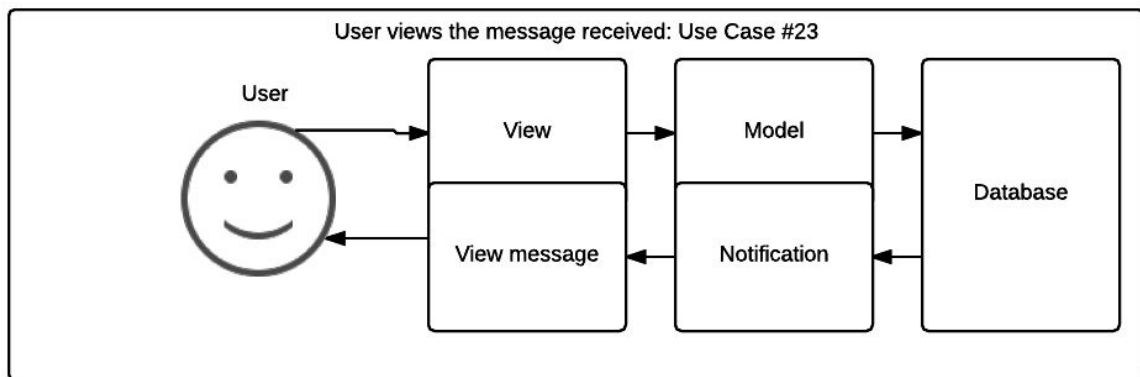 User views the message received: Use Case #23
User
View
Model
Database
View message
Notification